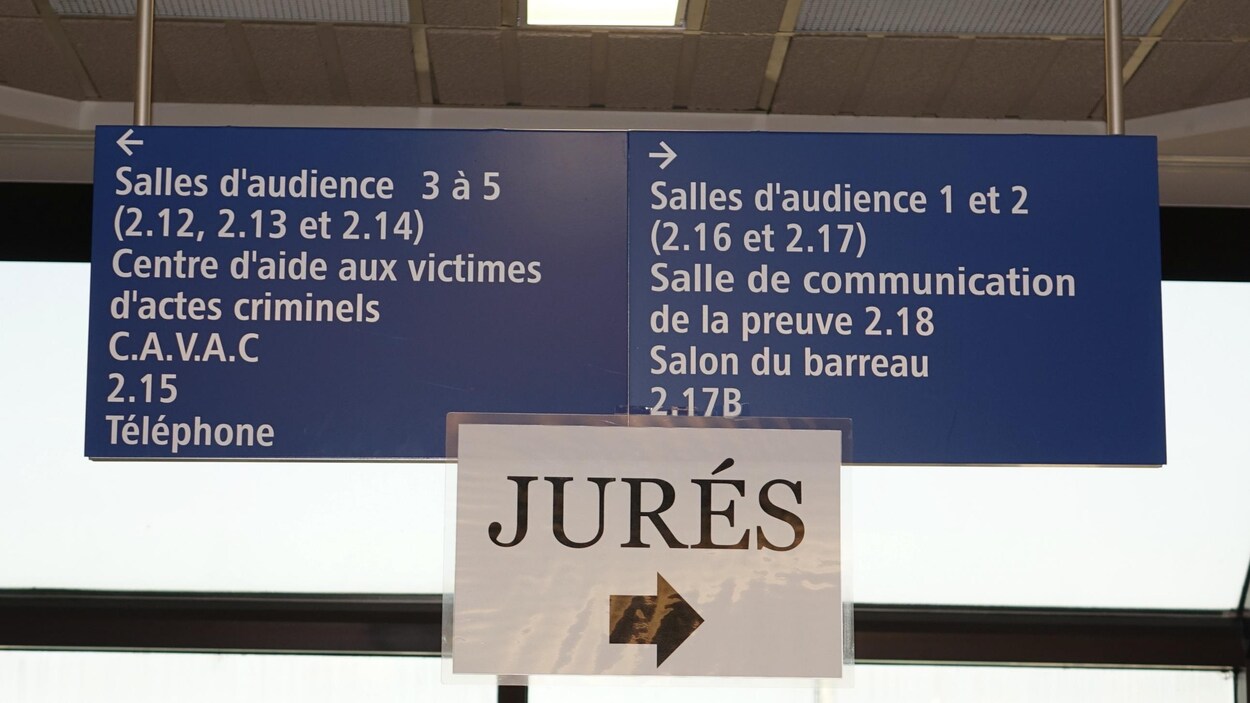 ←
Salles d'audience 3 à 5
(2.12, 2.13 et 2.14)
Centre d'aide aux victimes
d'actes criminels
C.A.V.A.C
2.15
Téléphone
→
Salles d'audience 1 et 2
(2.16 et 2.17)
Salle de communication
de la preuve 2.18
Salon du barreau
2.17B
JURÉS